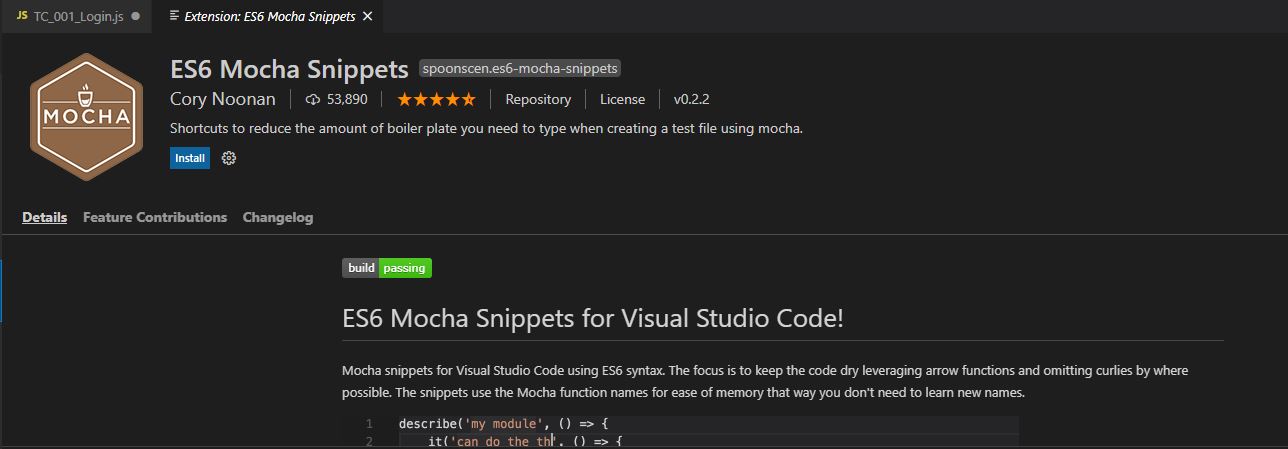 JS TC_001_Login.js
Extension: ES6 Mocha Snippets
MOCHA
ES6 Mocha Snippets spoonscen.es6-mocha-snippets
Cory Noonan 53,890 Repository License v0.2.2
Shortcuts to reduce the amount of boiler plate you need to type when creating a test file using mocha.
Install
Details Feature Contributions Changelog
build passing
ES6 Mocha Snippets for Visual Studio Code!
Mocha snippets for Visual Studio Code using ES6 syntax. The focus is to keep the code dry leveraging arrow functions and omitting curlies by where
possible. The snippets use the Mocha function names for ease of memory that way you don't need to learn new names.
1 describe('my module', () => {
2 it('can do the th', () => {